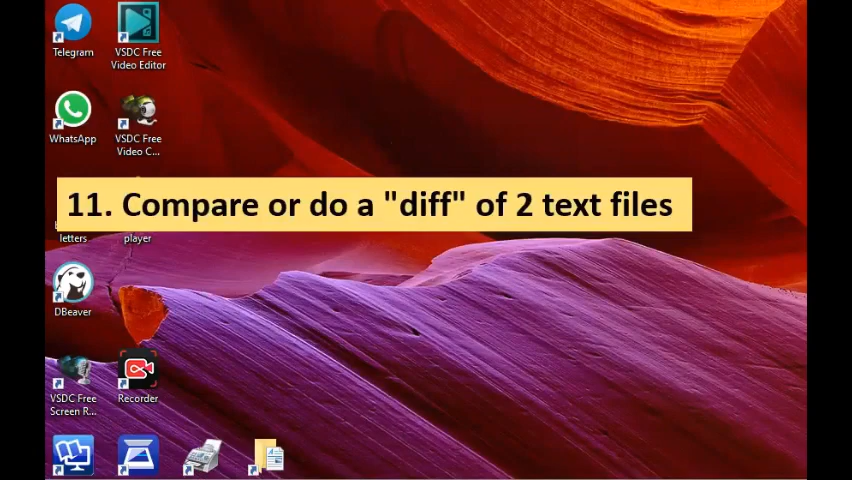 Telegram
VSDC Free
Video Editor
WhatsApp
VSDC Free
Video C...
11. Compare or do a "diff" of 2 text files
letters
player
DBeaver
VSDC Free
Screen R...
Recorder